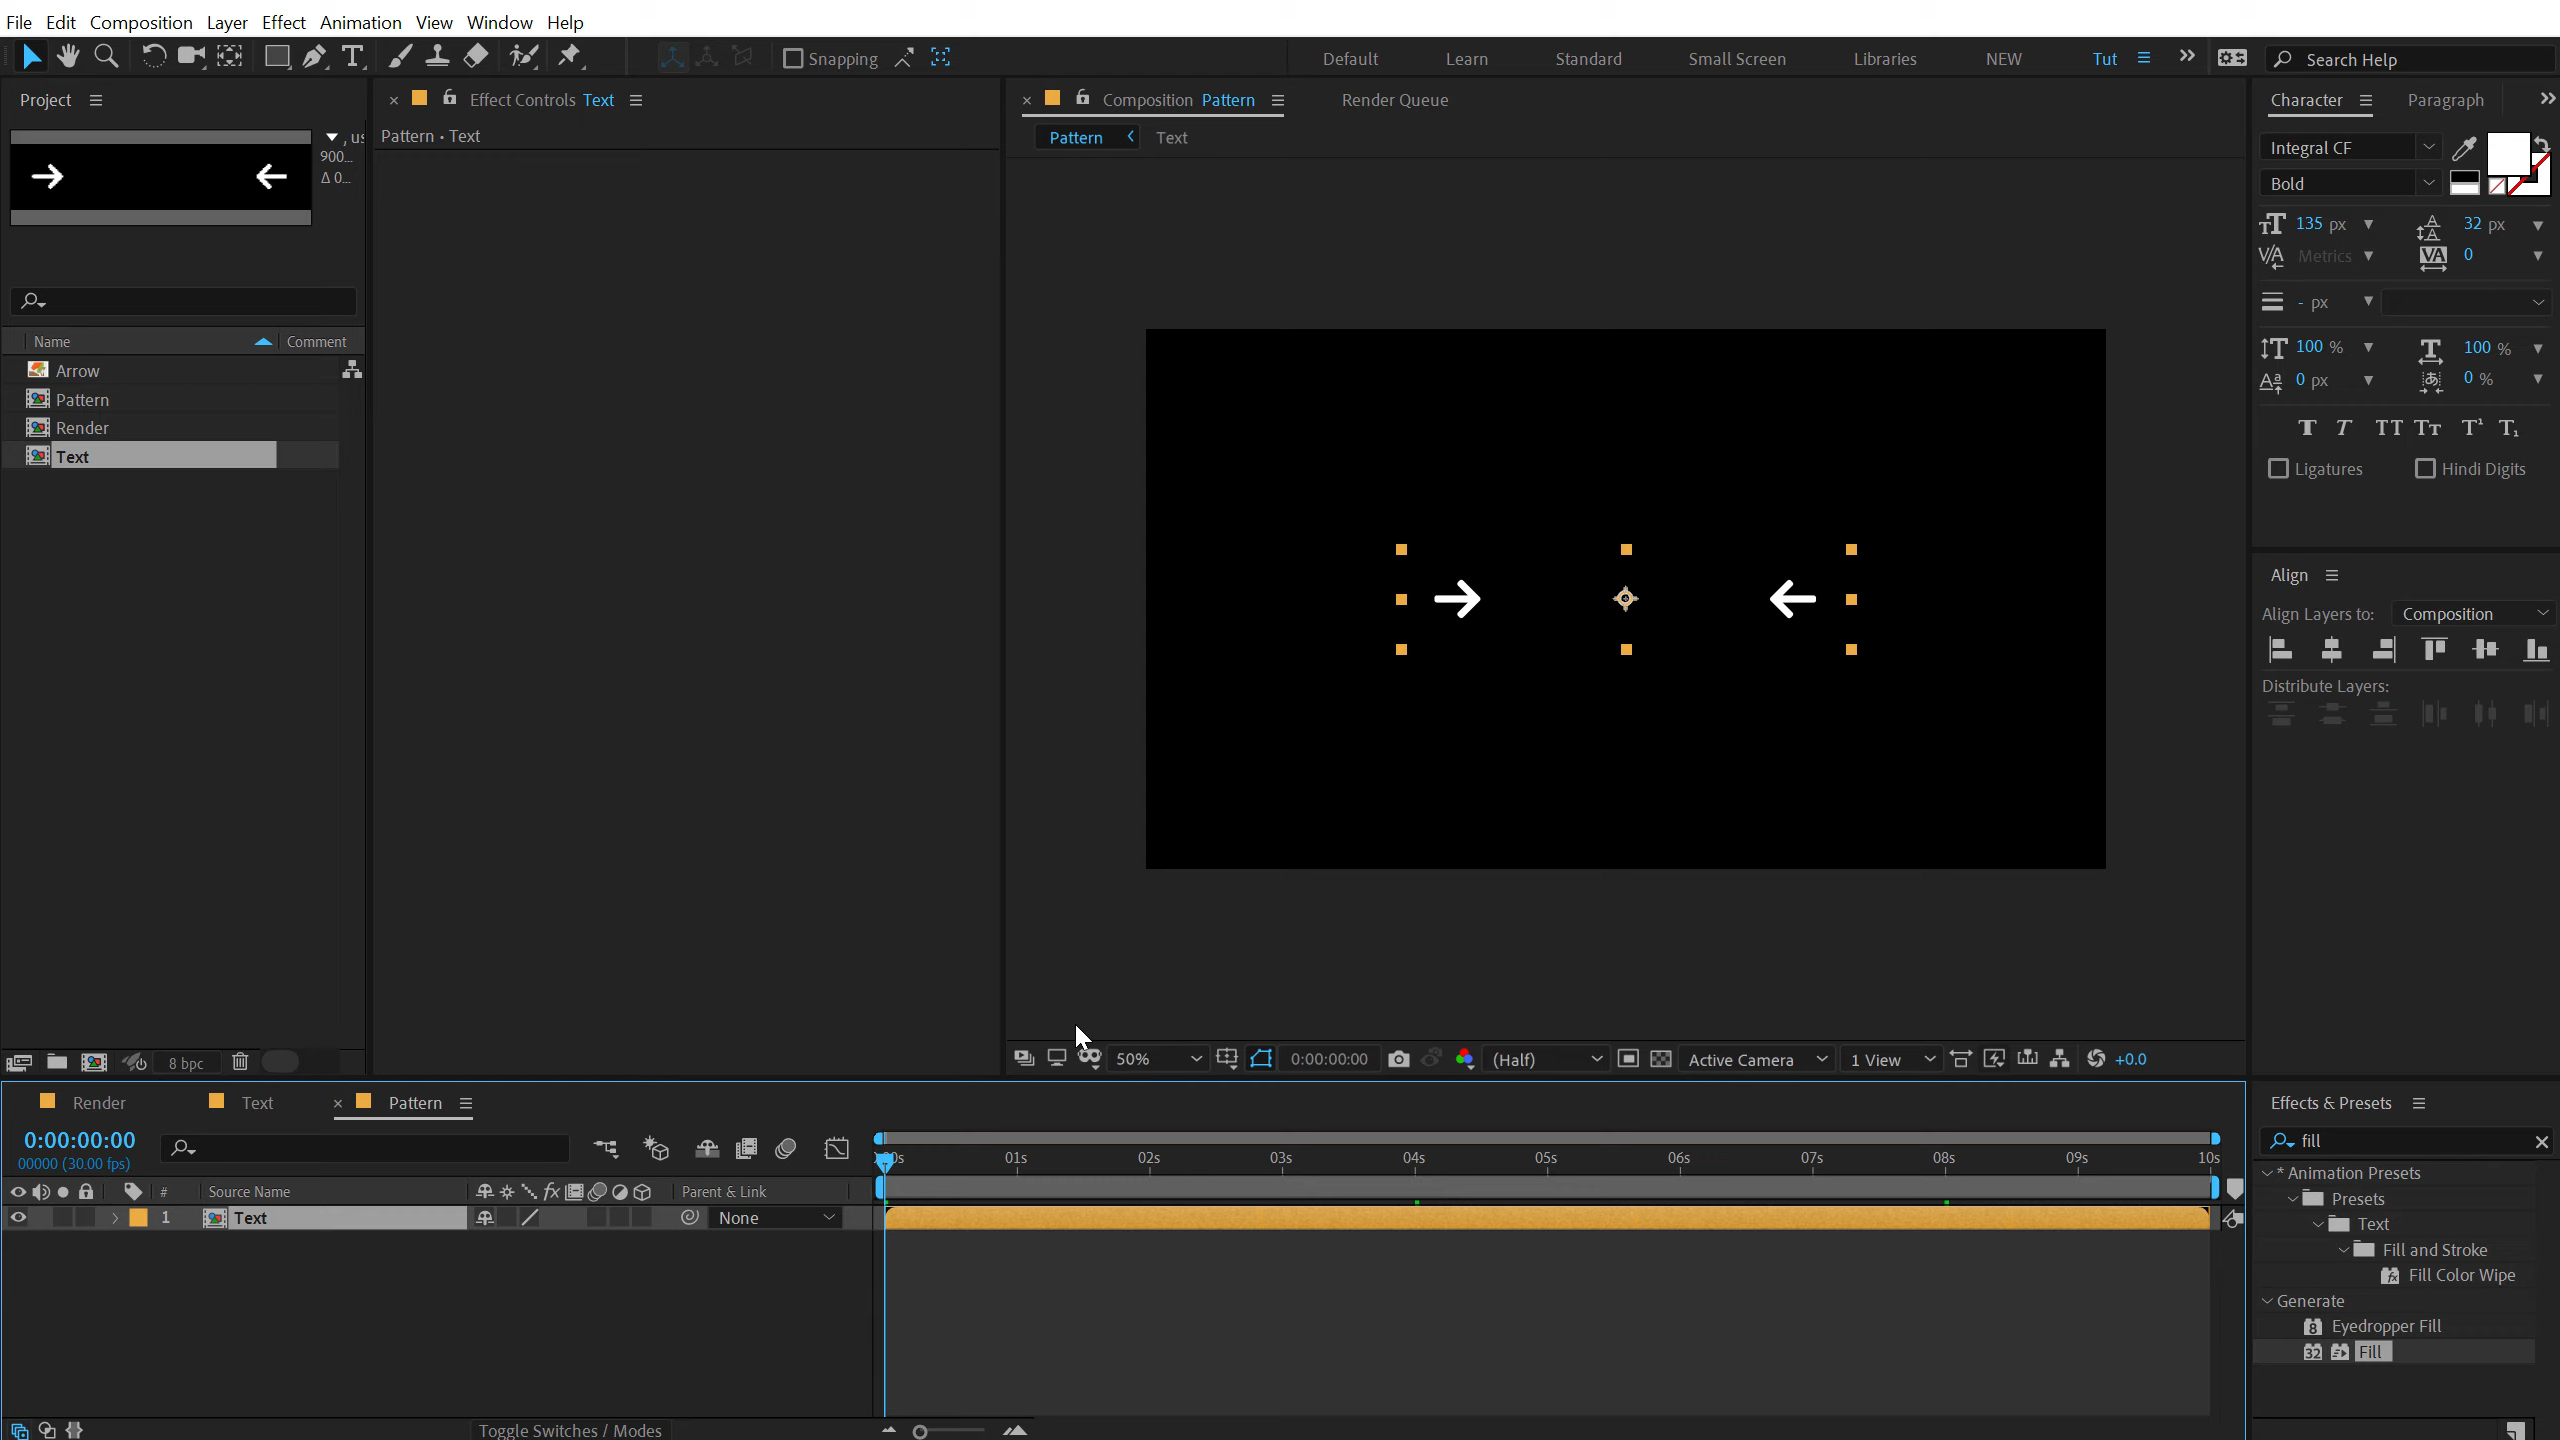 File Edit Composition Layer Effect Animation View Window Help
Snapping Default Learn Standard Small Screen Libraries NEW Tut Search Help
Project
900...
Δ 0...
Name Comment
Arrow
Pattern
Render
Text
8 bpc
Effect Controls Text
Pattern • Text
Composition Pattern Render Queue
Pattern Text
50% 0:00:00:00 (Half) Active Camera 1 View +0.0
Character Paragraph
Integral CF
Bold
135 px 32 px
Metrics 0
- px
100 % 100 %
0 px 0 %
Ligatures Hindi Digits
Align
Align Layers to: Composition
Distribute Layers:
Render Text Pattern
0:00:00:00
00000 (30.00 fps)
01s 02s 03s 04s 05s 06s 07s 08s 09s 10s
# Source Name Parent & Link
1 Text None
Toggle Switches / Modes
Effects & Presets
fill
* Animation Presets
Presets
Text
Fill and Stroke
Fill Color Wipe
Generate
Eyedropper Fill
Fill